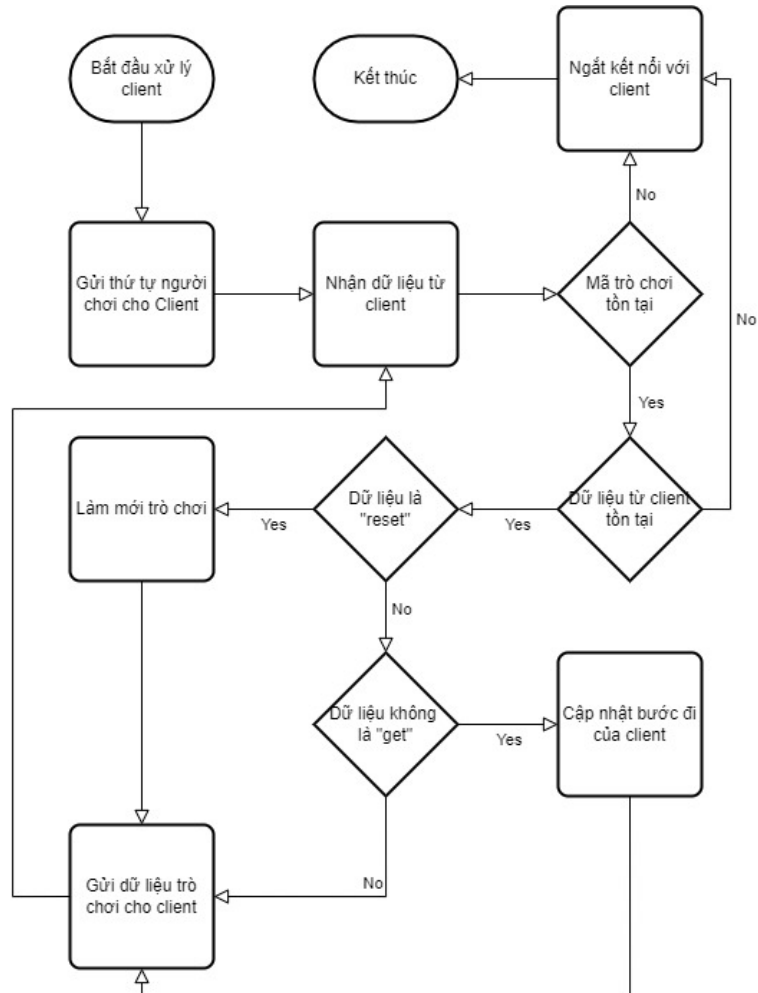 Bắt đầu xử lý
client
Kết thúc
Ngắt kết nối với
client
No
Gửi thứ tự người
chơi cho Client
Nhận dữ liệu từ
client
Mã trò chơi
tồn tại
No
Yes
Làm mới trò chơi
Yes
Dữ liệu là
"reset"
Yes
Dữ liệu từ client
tồn tại
No
Dữ liệu không
là "get"
Yes
Cập nhật bước đi
của client
No
Gửi dữ liệu trò
chơi cho client